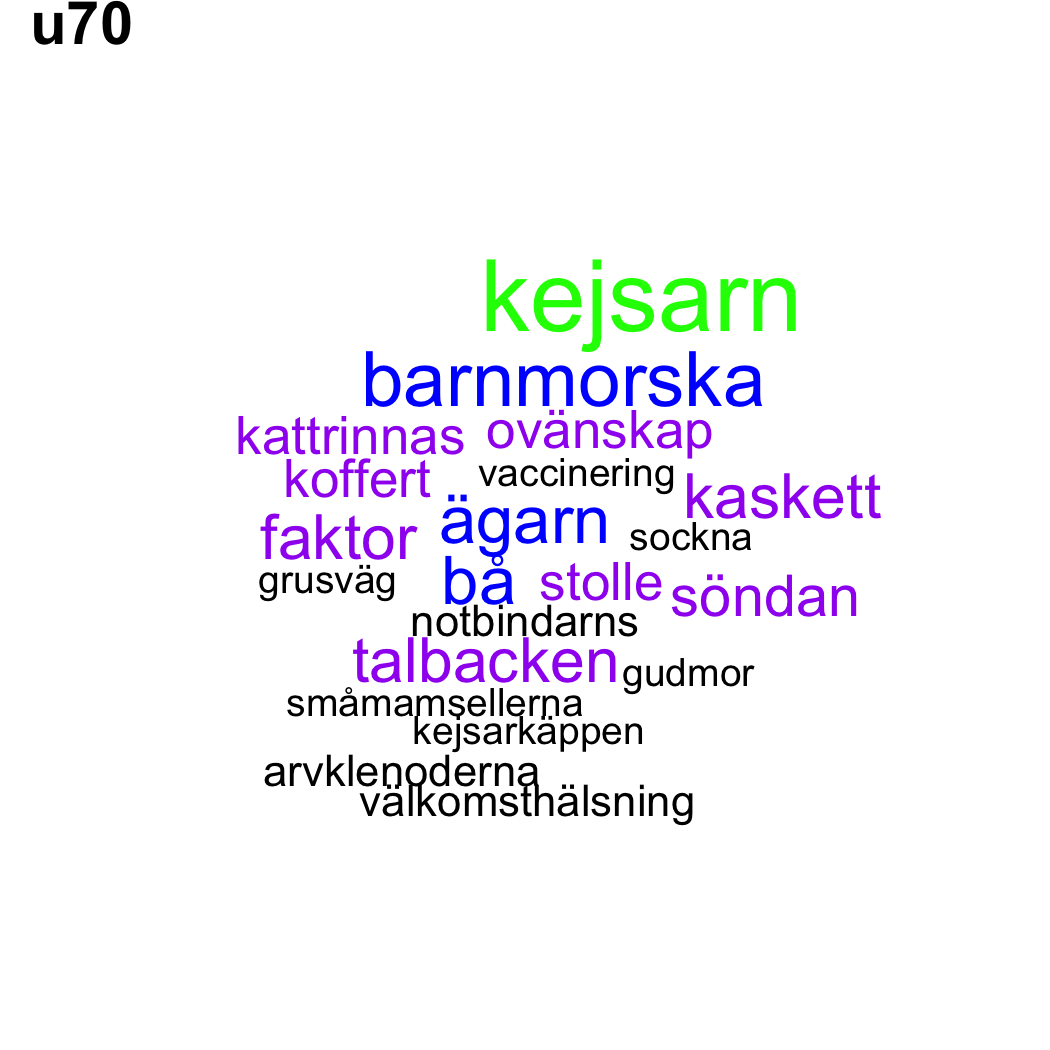 u70
kejsarn
barnmorska
kattrinnas ovänskap
koffert vaccinering kaskett
faktor ägarn sockna
grusväg bå stolle söndan
notbindarns
talbacken gudmor
småmamsellerna
kejsarkäppen
arvklenoderna
välkomsthälsning